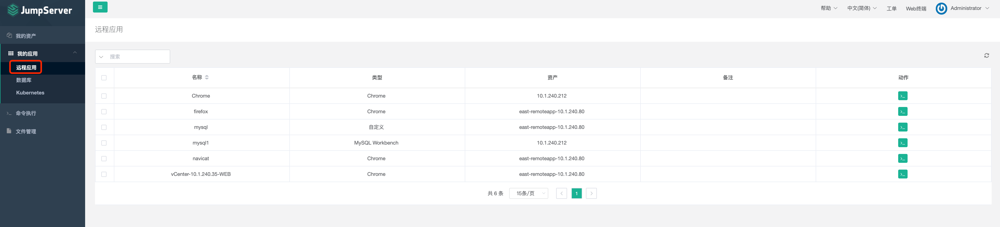 JumpServer
帮助 中文(简体) 工单 Web终端 Administrator
我的资产
我的应用
远程应用
数据库
Kubernetes
命令执行
文件管理
远程应用
搜索
名称 类型 资产 备注 动作
Chrome Chrome 10.1.240.212
firefox Chrome east-remoteapp-10.1.240.80
mysql 自定义 east-remoteapp-10.1.240.80
mysql1 MySQL Workbench 10.1.240.212
navicat Chrome east-remoteapp-10.1.240.80
vCenter-10.1.240.35-WEB Chrome east-remoteapp-10.1.240.80
共 6 条 15条/页 1